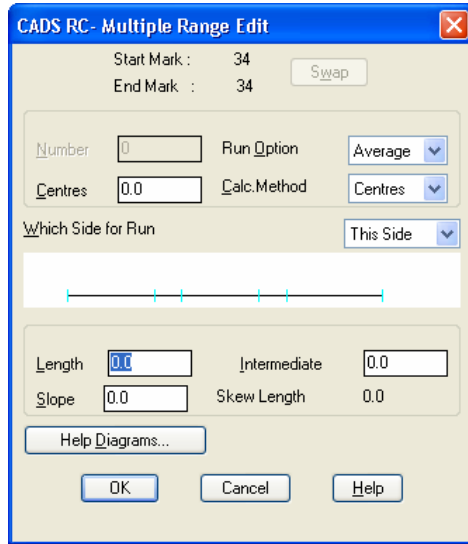 CADS RC- Multiple Range Edit
Start Mark : 34
Swap
End Mark : 34
Number 0 Run Option Average
Centres 0.0 Calc.Method Centres
Which Side for Run This Side
Length 0.0 Intermediate 0.0
Slope 0.0 Skew Length 0.0
Help Diagrams...
OK Cancel Help